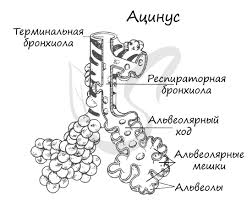 Ацинус
Терминальная
бронхиола
Респираторная
бронхиола
Альвеолярный
ход
Альвеолярные
мешки
Альвеолы